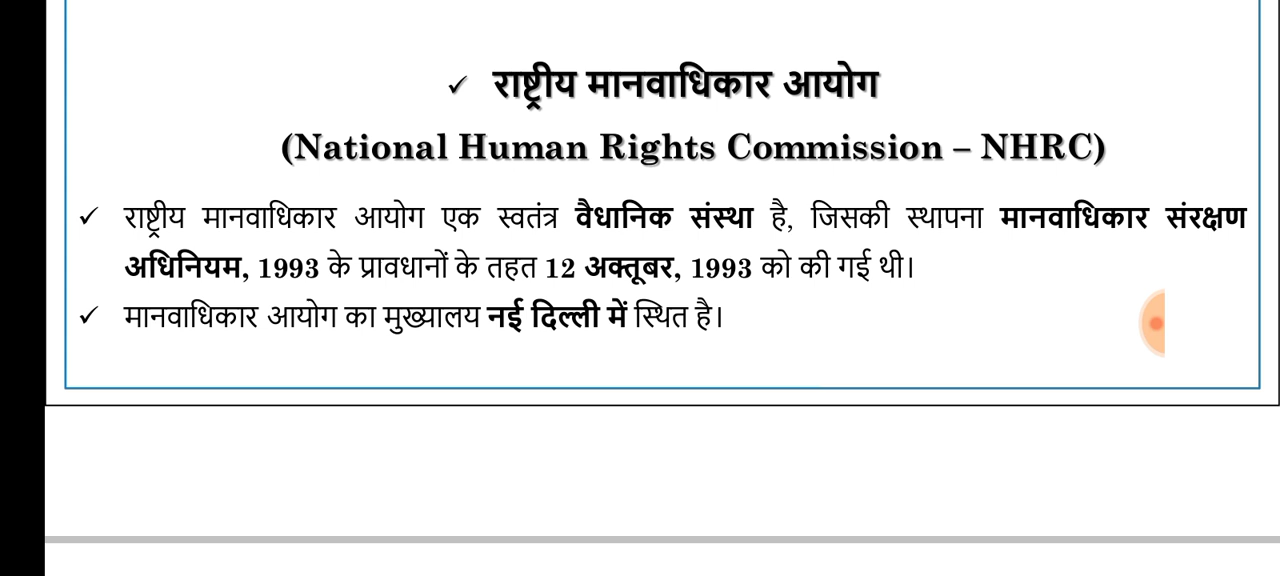 ✓ राष्ट्रीय मानवाधिकार आयोग
(National Human Rights Commission – NHRC)
✓ राष्ट्रीय मानवाधिकार आयोग एक स्वतंत्र वैधानिक संस्था है, जिसकी स्थापना मानवाधिकार संरक्षण
अधिनियम, 1993 के प्रावधानों के तहत 12 अक्तूबर, 1993 को की गई थी।
✓ मानवाधिकार आयोग का मुख्यालय नई दिल्ली में स्थित है।